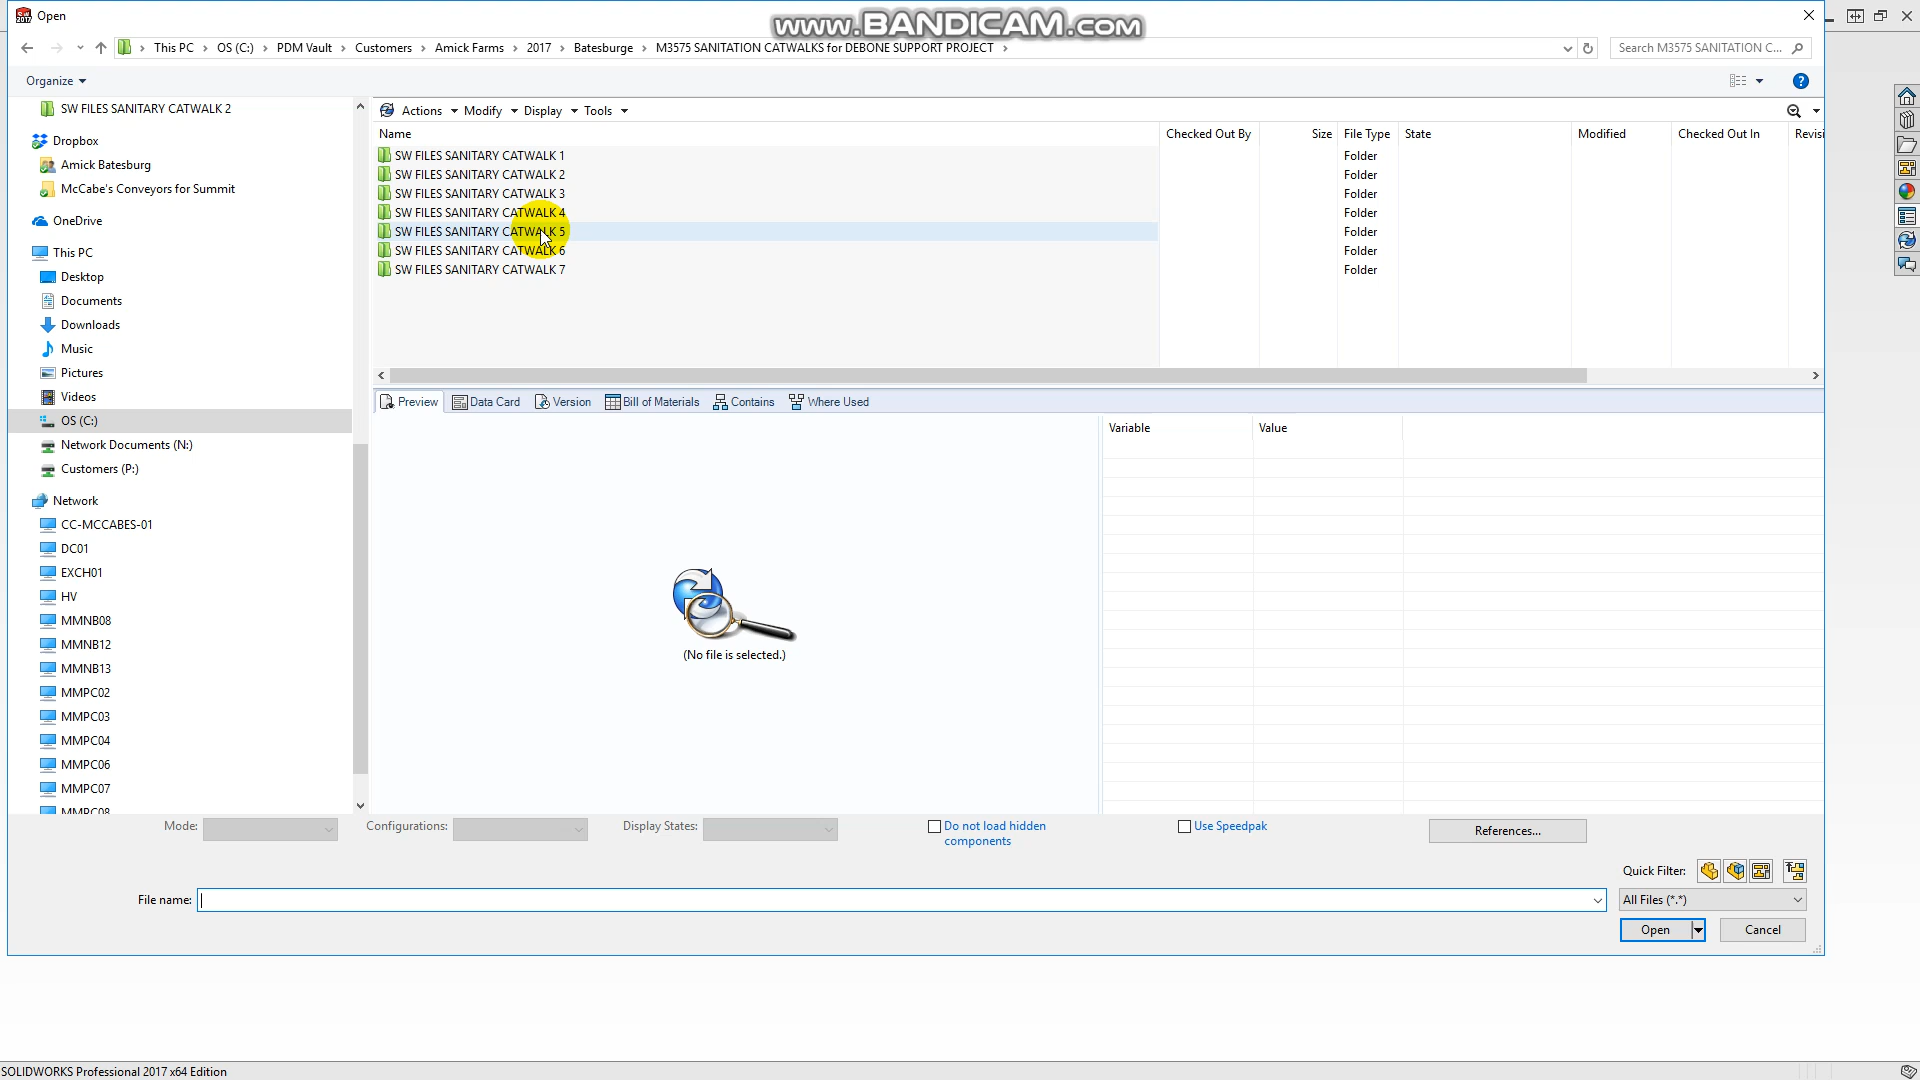 Open
www.BANDICAM.com
This PC > OS (C:) > PDM Vault > Customers > Amick Farms > 2017 > Batesburge > M3575 SANITATION CATWALKS for DEBONE SUPPORT PROJECT >
Search M3575 SANITATION C...
Organize
SW FILES SANITARY CATWALK 2
Dropbox
Amick Batesburg
McCabe's Conveyors for Summit
OneDrive
This PC
Desktop
Documents
Downloads
Music
Pictures
Videos
OS (C:)
Network Documents (N:)
Customers (P:)
Network
CC-MCCABES-01
DC01
EXCH01
HV
MMNB08
MMNB12
MMNB13
MMPC02
MMPC03
MMPC04
MMPC06
MMPC07
MMPC08
Actions Modify Display Tools
Name Checked Out By Size File Type State Modified Checked Out In Revisi
SW FILES SANITARY CATWALK 1 Folder
SW FILES SANITARY CATWALK 2 Folder
SW FILES SANITARY CATWALK 3 Folder
SW FILES SANITARY CATWALK 4 Folder
SW FILES SANITARY CATWALK 5 Folder
SW FILES SANITARY CATWALK 6 Folder
SW FILES SANITARY CATWALK 7 Folder
Preview Data Card Version Bill of Materials Contains Where Used
Variable Value
(No file is selected.)
Mode: Configurations: Display States: Do not load hidden
components
Use Speedpak
References...
Quick Filter:
File name: All Files (*.*)
Open Cancel
SOLIDWORKS Professional 2017 x64 Edition